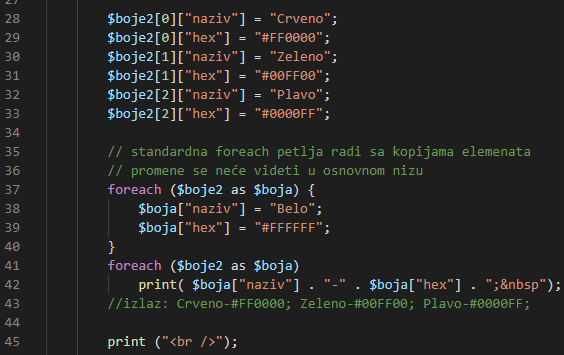 28 $boje2[0]["naziv"] = "Crveno";
29 $boje2[0]["hex"] = "#FF0000";
30 $boje2[1]["naziv"] = "Zeleno";
31 $boje2[1]["hex"] = "#00FF00";
32 $boje2[2]["naziv"] = "Plavo";
33 $boje2[2]["hex"] = "#0000FF";
34
35 // standardna foreach petlja radi sa kopijama elemenata
36 // promene se neće videti u osnovnom nizu
37 foreach ($boje2 as $boja) {
38 $boja["naziv"] = "Belo";
39 $boja["hex"] = "#FFFFFF";
40 }
41 foreach ($boje2 as $boja)
42 print( $boja["naziv"] . "-" . $boja["hex"] . ";&nbsp");
43 //izlaz: Crveno-#FF0000; Zeleno-#00FF00; Plavo-#0000FF;
44
45 print ("<br />");